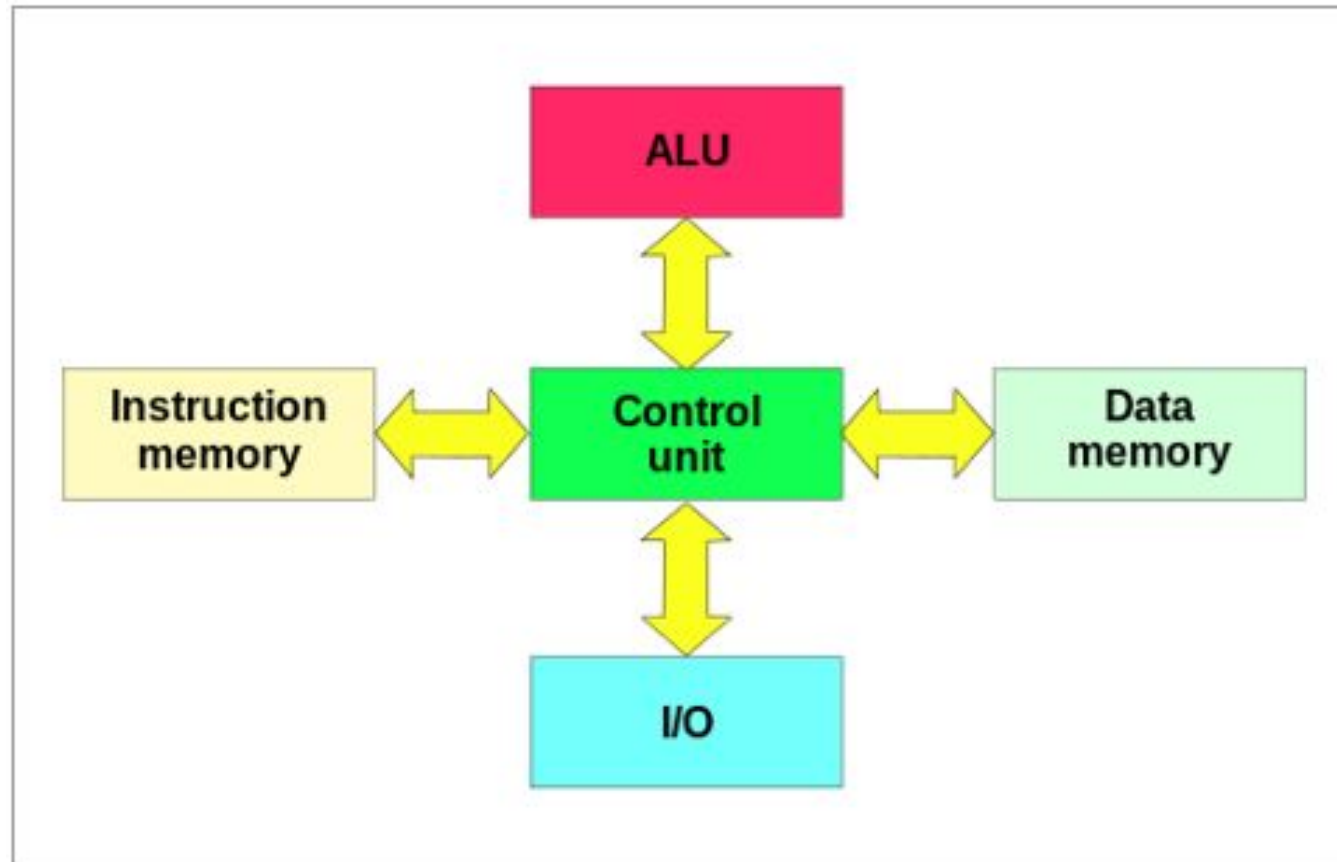 ALU
Instruction
memory
Control
unit
Data
memory
I/O